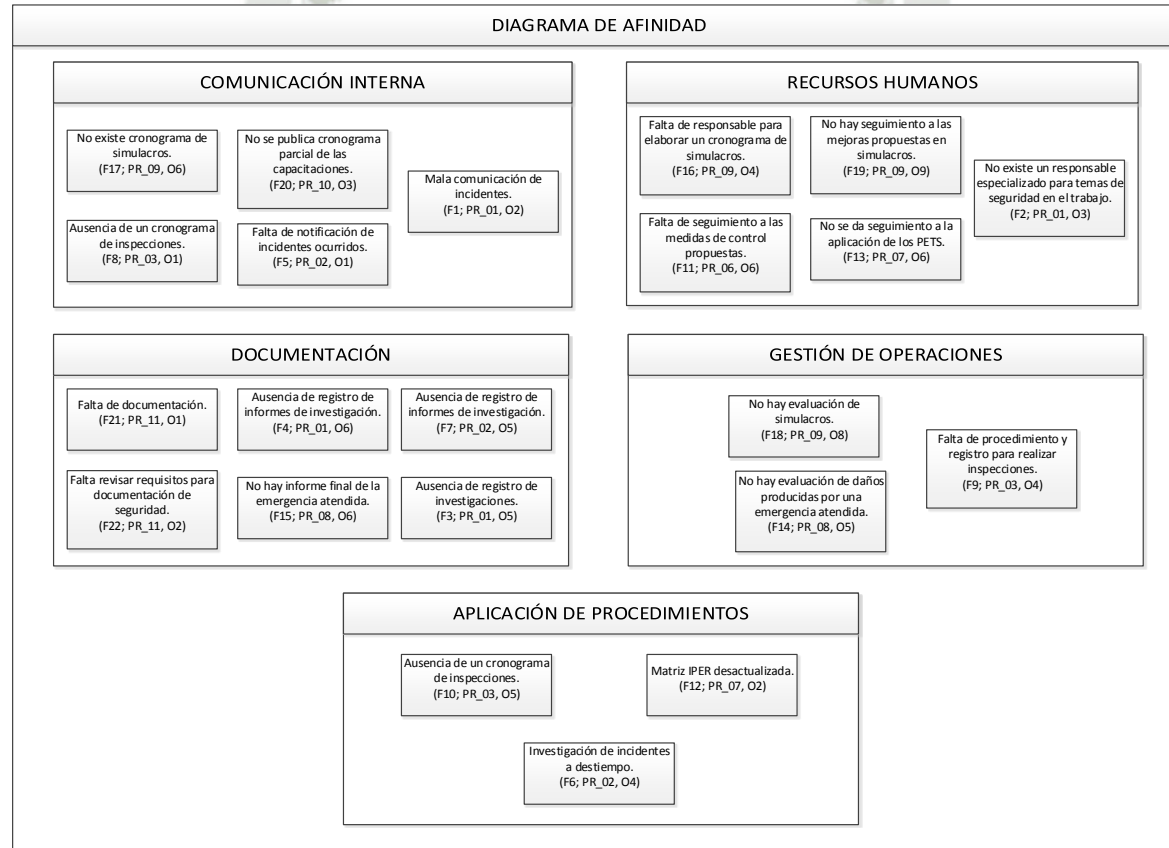 DIAGRAMA DE AFINIDAD
COMUNICACIÓN INTERNA
No existe cronograma de
simulacros.
(F17; PR_09, O6)
No se publica cronograma
parcial de las
capacitaciones.
(F20; PR_10, O3)
Mala comunicación de
incidentes.
(F1; PR_01, O2)
Ausencia de un cronograma
de inspecciones.
(F8; PR_03, O1)
Falta de notificación de
incidentes ocurridos.
(F5; PR_02, O1)
RECURSOS HUMANOS
Falta de responsable para
elaborar un cronograma de
simulacros.
(F16; PR_09, O4)
No hay seguimiento a las
mejoras propuestas en
simulacros.
(F19; PR_09, O9)
No existe un responsable
especializado para temas de
seguridad en el trabajo.
(F2; PR_01, O3)
Falta de seguimiento a las
medidas de control
propuestas.
(F11; PR_06, O6)
No se da seguimiento a la
aplicación de los PETS.
(F13; PR_07, O6)
DOCUMENTACIÓN
Falta de documentación.
(F21; PR_11, O1)
Ausencia de registro de
informes de investigación.
(F4; PR_01, O6)
Ausencia de registro de
informes de investigación.
(F7; PR_02, O5)
Falta revisar requisitos para
documentación de
seguridad.
(F22; PR_11, O2)
No hay informe final de la
emergencia atendida.
(F15; PR_08, O6)
Ausencia de registro de
investigaciones.
(F3; PR_01, O5)
GESTIÓN DE OPERACIONES
No hay evaluación de
simulacros.
(F18; PR_09, O8)
Falta de procedimiento y
registro para realizar
inspecciones.
(F9; PR_03, O4)
No hay evaluación de daños
producidas por una
emergencia atendida.
(F14; PR_08, O5)
APLICACIÓN DE PROCEDIMIENTOS
Ausencia de un cronograma
de inspecciones.
(F10; PR_03, O5)
Matriz IPER desactualizada.
(F12; PR_07, O2)
Investigación de incidentes
a destiempo.
(F6; PR_02, O4)